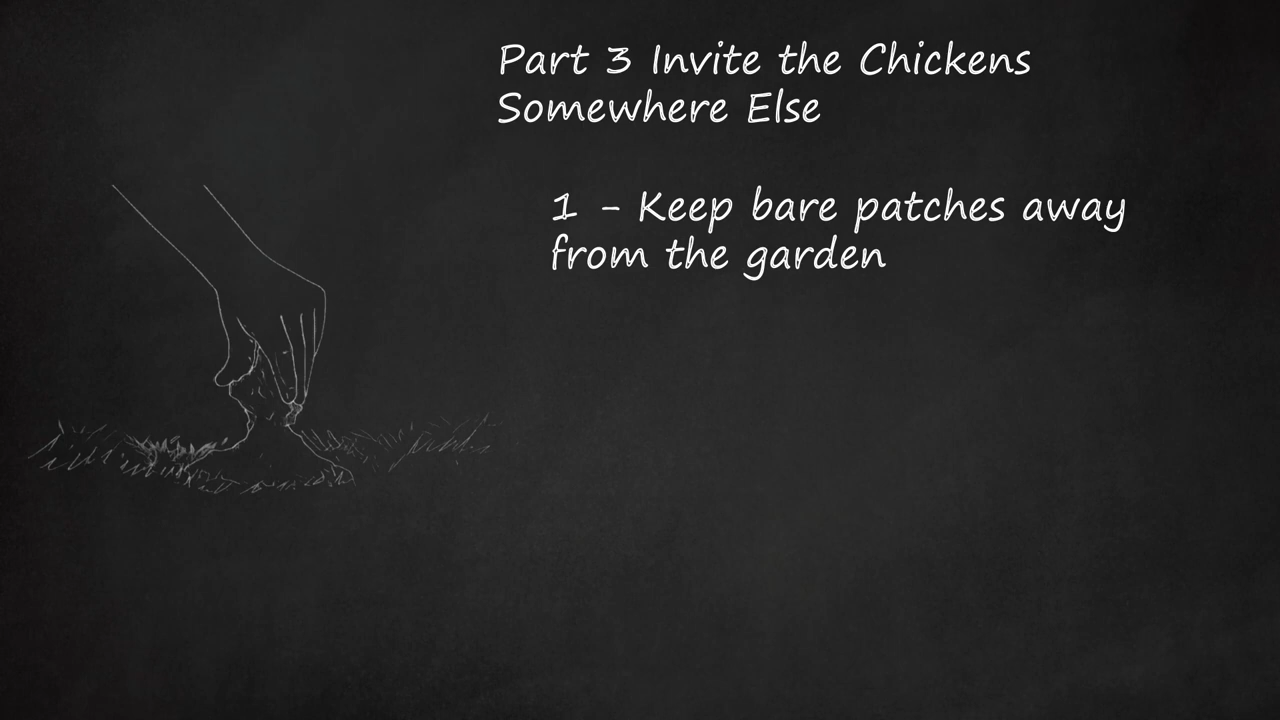 Part 3 Invite the Chickens
Somewhere Else
1 - Keep bare patches away
from the garden